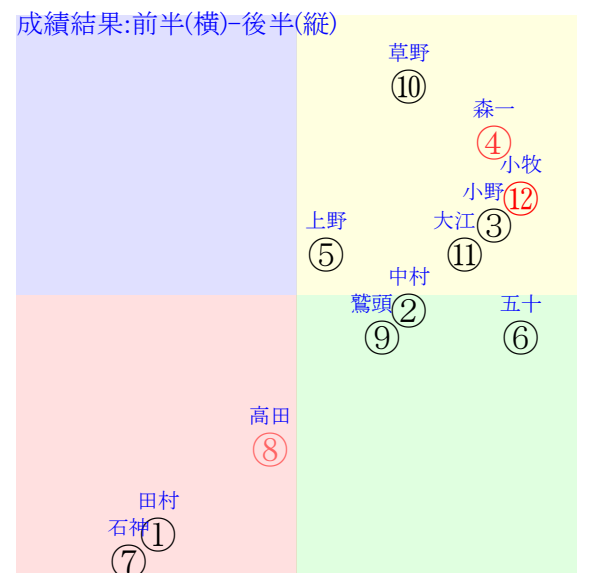 成績結果:前半(横)-後半(縦)
草野
⑩
森一
④
小牧
⑫
小野
③
上野
⑤
大江
⑪
中村
②
鷲頭
⑨
五十
⑥
高田
⑧
田村
①
石神
⑦